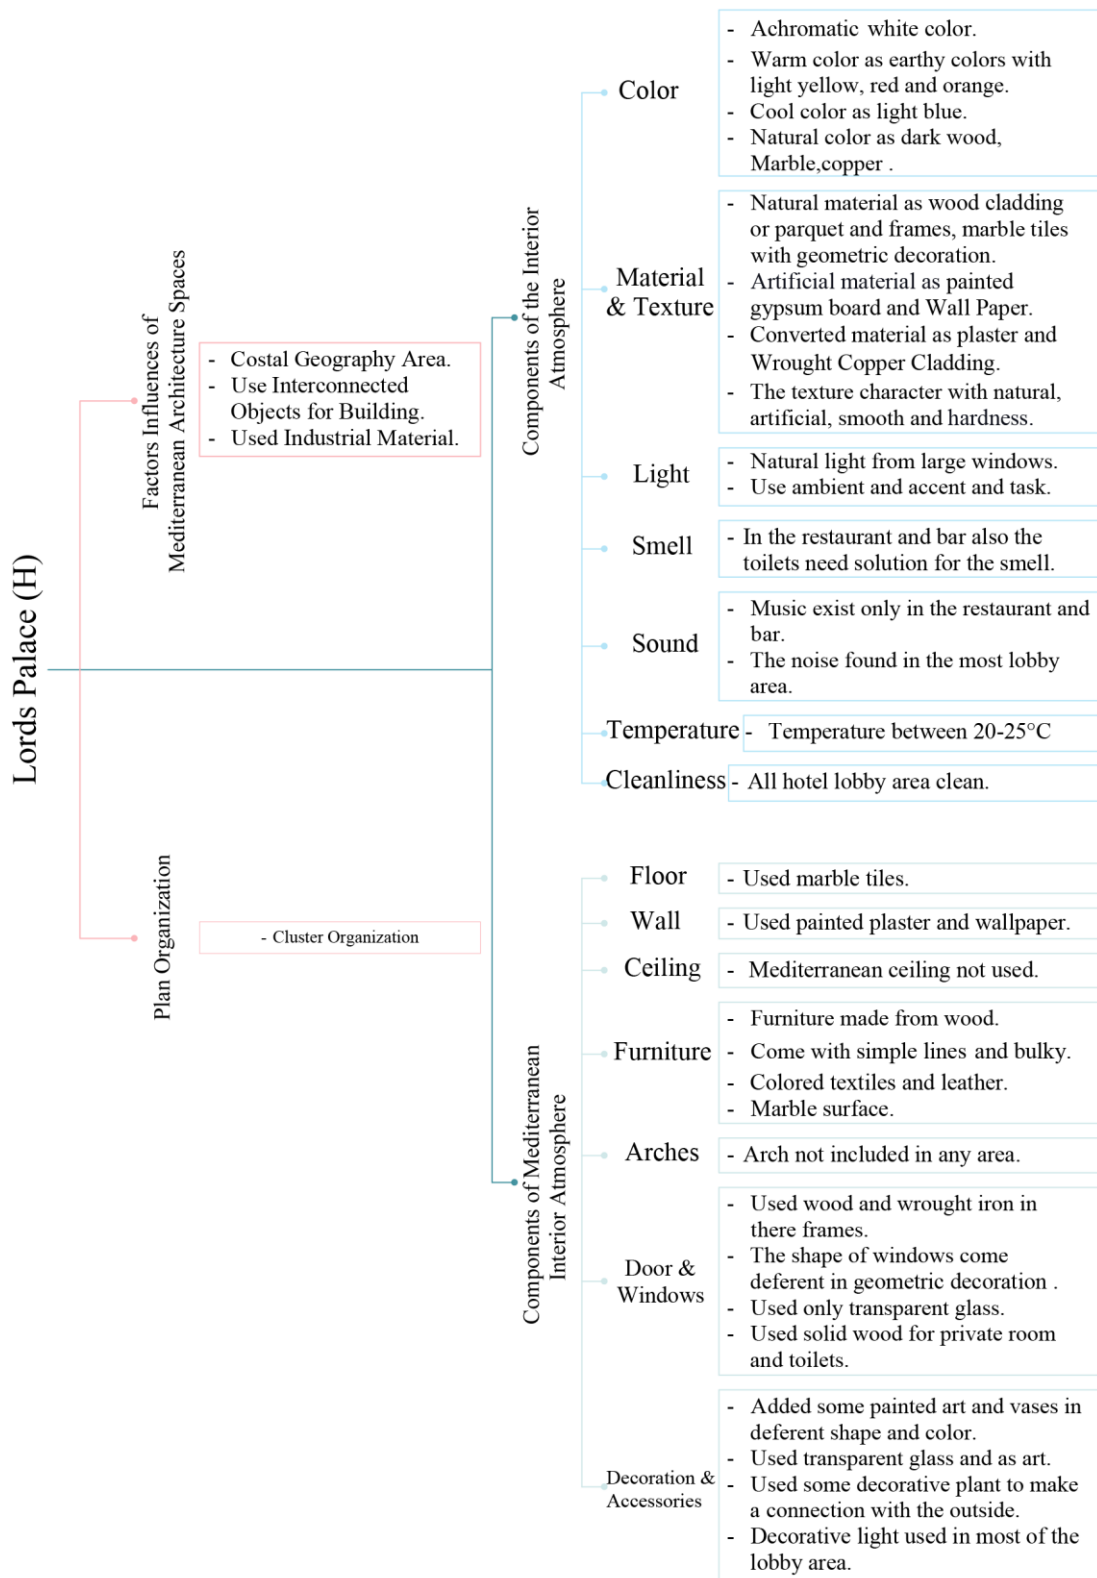 Lords Palace (H)
Factors Influences of
Mediterranean Architecture Spaces
- Costal Geography Area.
- Use Interconnected
Objects for Building.
- Used Industrial Material.
Plan Organization
- Cluster Organization
Components of the Interior
Atmosphere
Color
- Achromatic white color.
- Warm color as earthy colors with
light yellow, red and orange.
- Cool color as light blue.
- Natural color as dark wood,
Marble,copper .
Material
& Texture
- Natural material as wood cladding
or parquet and frames, marble tiles
with geometric decoration.
- Artificial material as painted
gypsum board and Wall Paper.
- Converted material as plaster and
Wrought Copper Cladding.
- The texture character with natural,
artificial, smooth and hardness.
Light
- Natural light from large windows.
- Use ambient and accent and task.
Smell
- In the restaurant and bar also the
toilets need solution for the smell.
Sound
- Music exist only in the restaurant and
bar.
- The noise found in the most lobby
area.
Temperature
- Temperature between 20-25°C
Cleanliness
- All hotel lobby area clean.
Components of Mediterranean
Interior Atmosphere
Floor
- Used marble tiles.
Wall
- Used painted plaster and wallpaper.
Ceiling
- Mediterranean ceiling not used.
Furniture
- Furniture made from wood.
- Come with simple lines and bulky.
- Colored textiles and leather.
- Marble surface.
Arches
- Arch not included in any area.
Door &
Windows
- Used wood and wrought iron in
there frames.
- The shape of windows come
deferent in geometric decoration .
- Used only transparent glass.
- Used solid wood for private room
and toilets.
Decoration &
Accessories
- Added some painted art and vases in
deferent shape and color.
- Used transparent glass and as art.
- Used some decorative plant to make
a connection with the outside.
- Decorative light used in most of the
lobby area.